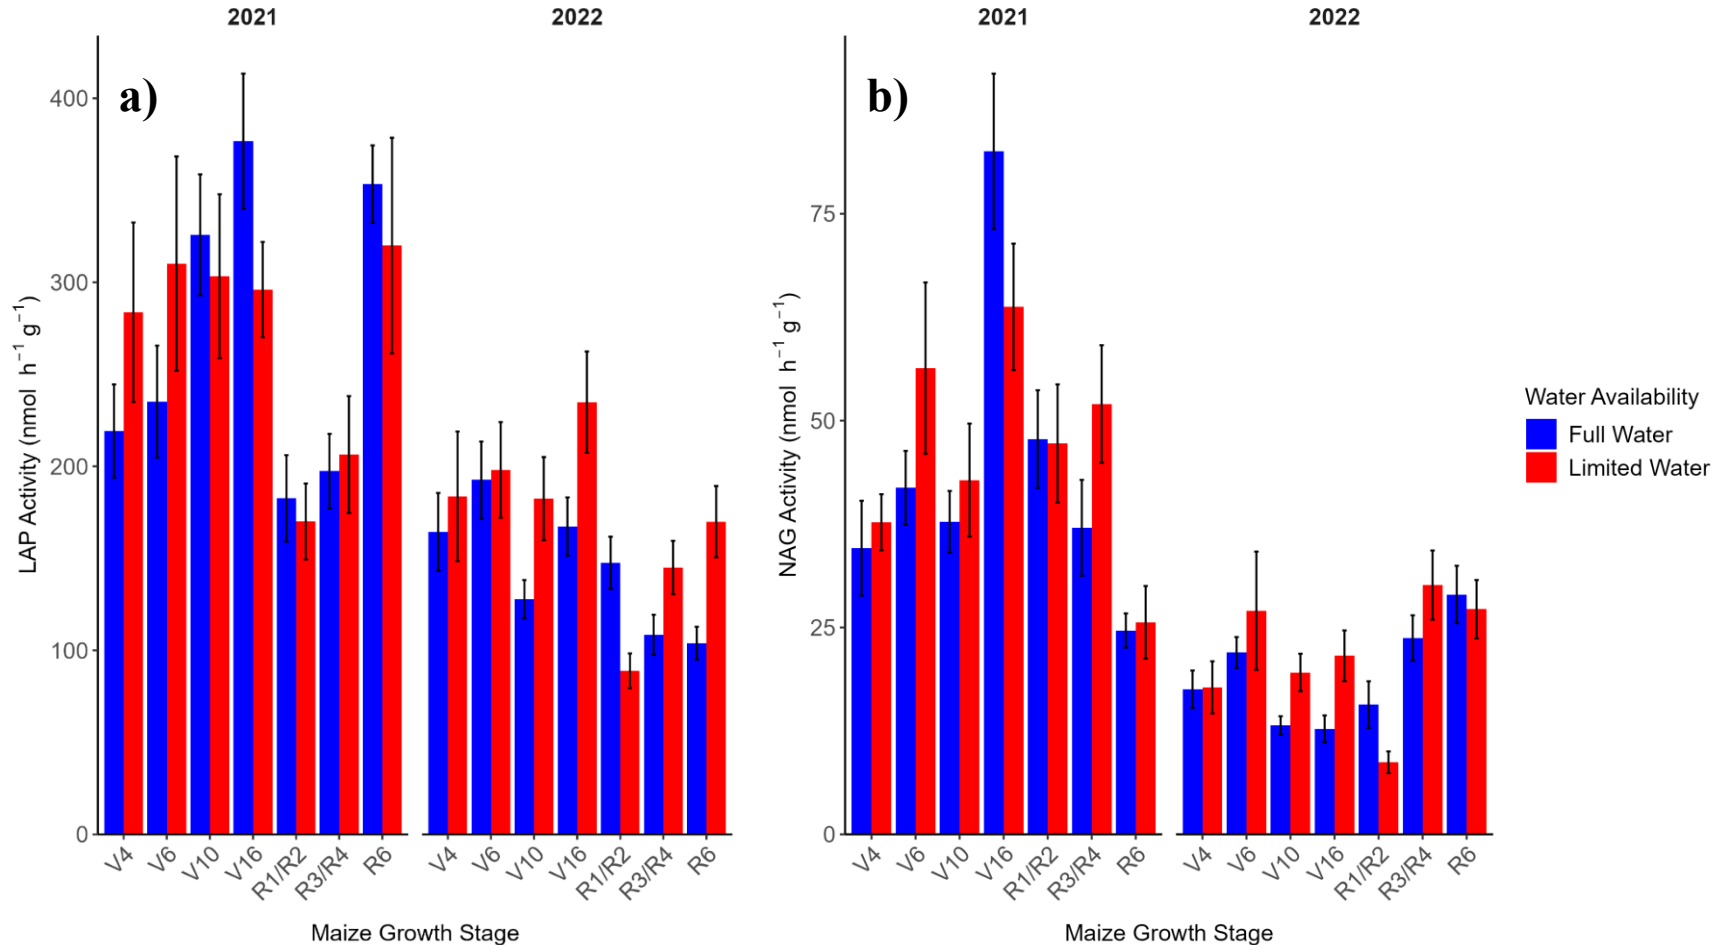 2021
2022
a)
400
300
200
100
0
LAP Activity (nmol h⁻¹ g⁻¹)
V4
V6
V10
V16
R1/R2
R3/R4
R6
V4
V6
V10
V16
R1/R2
R3/R4
R6
Maize Growth Stage
2021
2022
b)
75
50
25
0
NAG Activity (nmol h⁻¹ g⁻¹)
V4
V6
V10
V16
R1/R2
R3/R4
R6
V4
V6
V10
V16
R1/R2
R3/R4
R6
Maize Growth Stage
Water Availability
Full Water
Limited Water